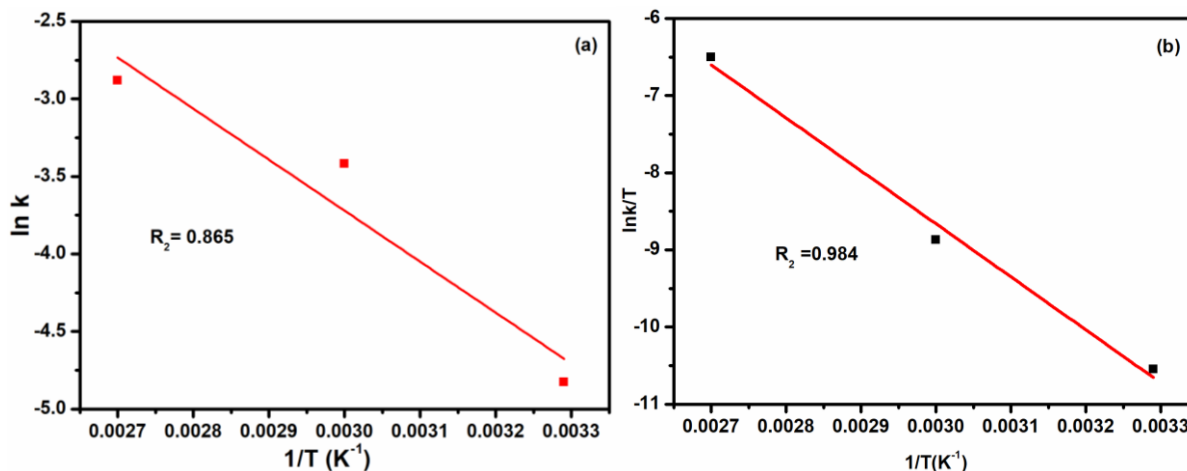 (a)
ln k
-2.5
-3.0
-3.5
-4.0
-4.5
-5.0
R2= 0.865
0.0027 0.0028 0.0029 0.0030 0.0031 0.0032 0.0033
1/T (K-1)
(b)
lnk/T
-6
-7
-8
-9
-10
-11
R2 =0.984
0.0027 0.0028 0.0029 0.0030 0.0031 0.0032 0.0033
1/T(K-1)